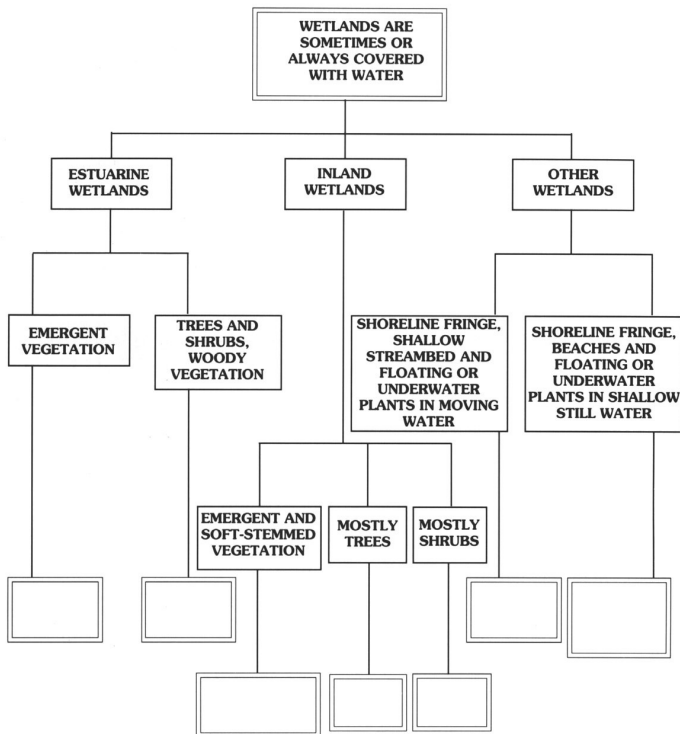 WETLANDS ARE
SOMETIMES OR
ALWAYS COVERED
WITH WATER
ESTUARINE
WETLANDS
INLAND
WETLANDS
OTHER
WETLANDS
EMERGENT
VEGETATION
TREES AND
SHRUBS,
WOODY
VEGETATION
SHORELINE FRINGE,
SHALLOW
STREAMBED AND
FLOATING OR
UNDERWATER
PLANTS IN MOVING
WATER
SHORELINE FRINGE,
BEACHES AND
FLOATING OR
UNDERWATER
PLANTS IN SHALLOW
STILL WATER
EMERGENT AND
SOFT-STEMMED
VEGETATION
MOSTLY
TREES
MOSTLY
SHRUBS